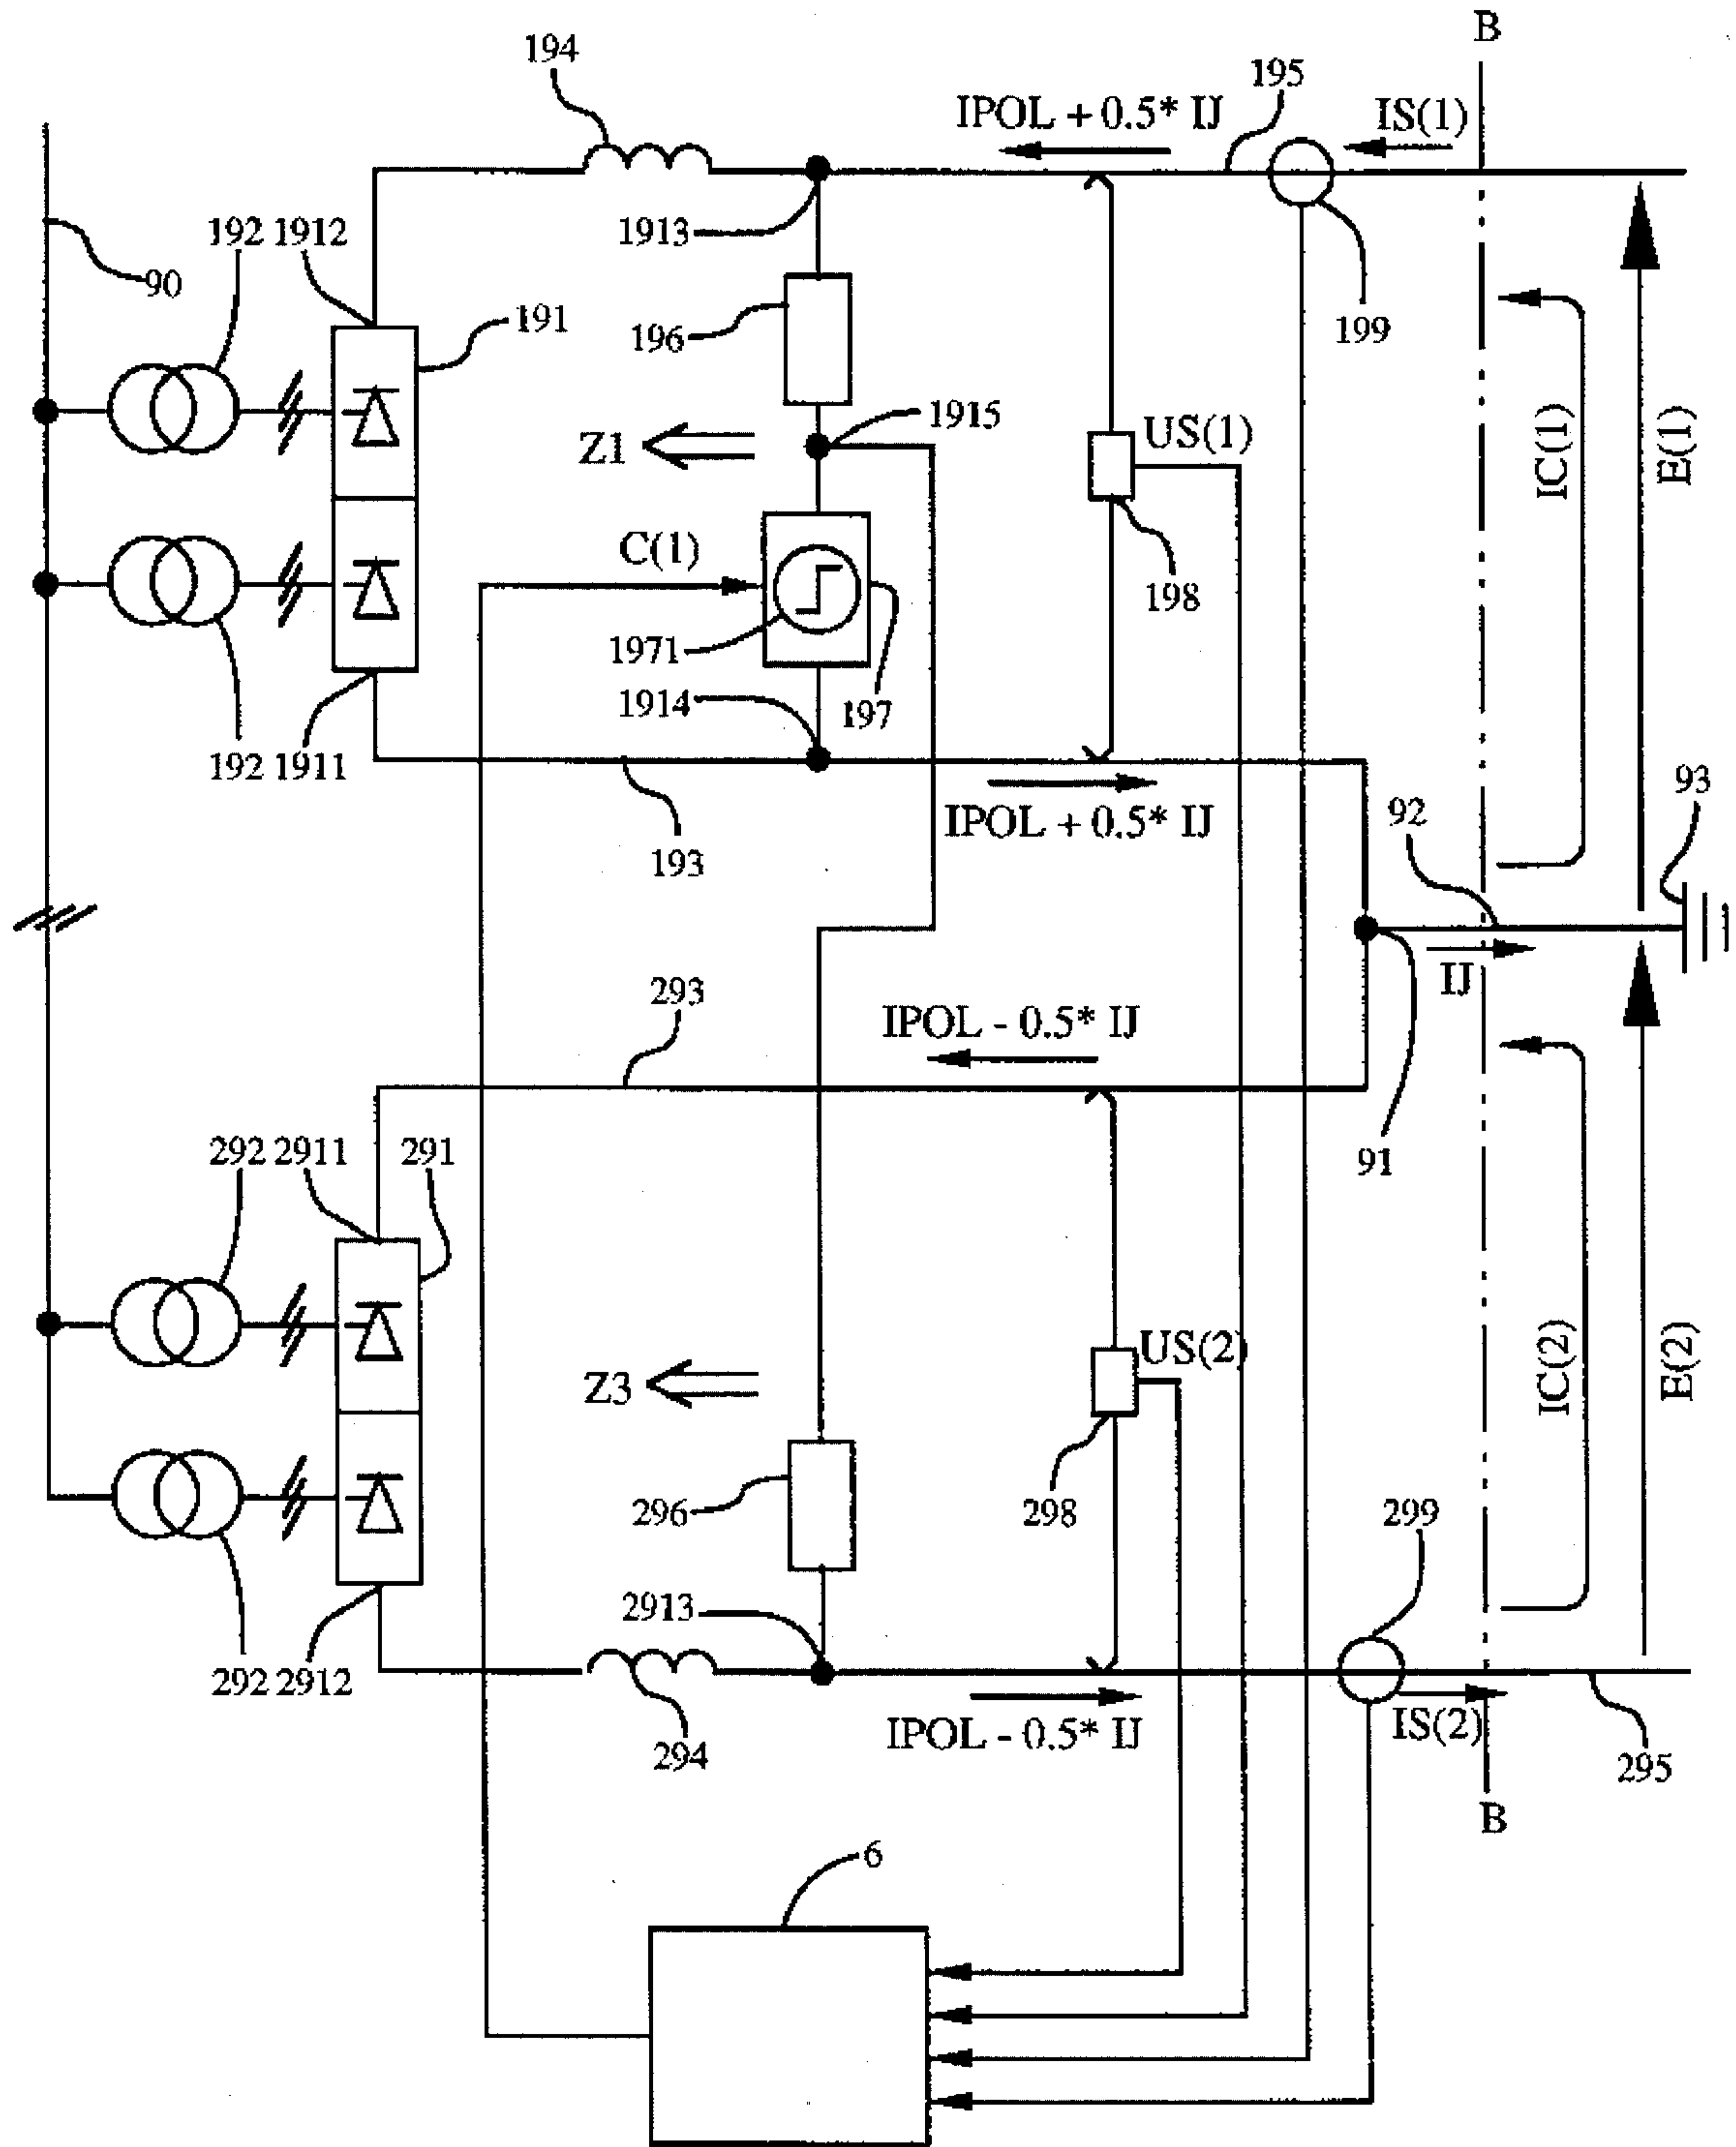 B
194
195
IPOL + 0.5* IJ
IS(1)
192 1912
1913
90
191
196
199
1915
Z1
US(1)
IC(1)
E(1)
C(1)
198
1971
1914
197
192 1911
93
IPOL + 0.5* IJ
92
193
IJ
293
IPOL - 0.5* IJ
292 2911 291
91
US(2)
Z3
IC(2)
E(2)
296
298
299
2913
292 2912
IS(2)
IPOL - 0.5* IJ
294
295
B
6